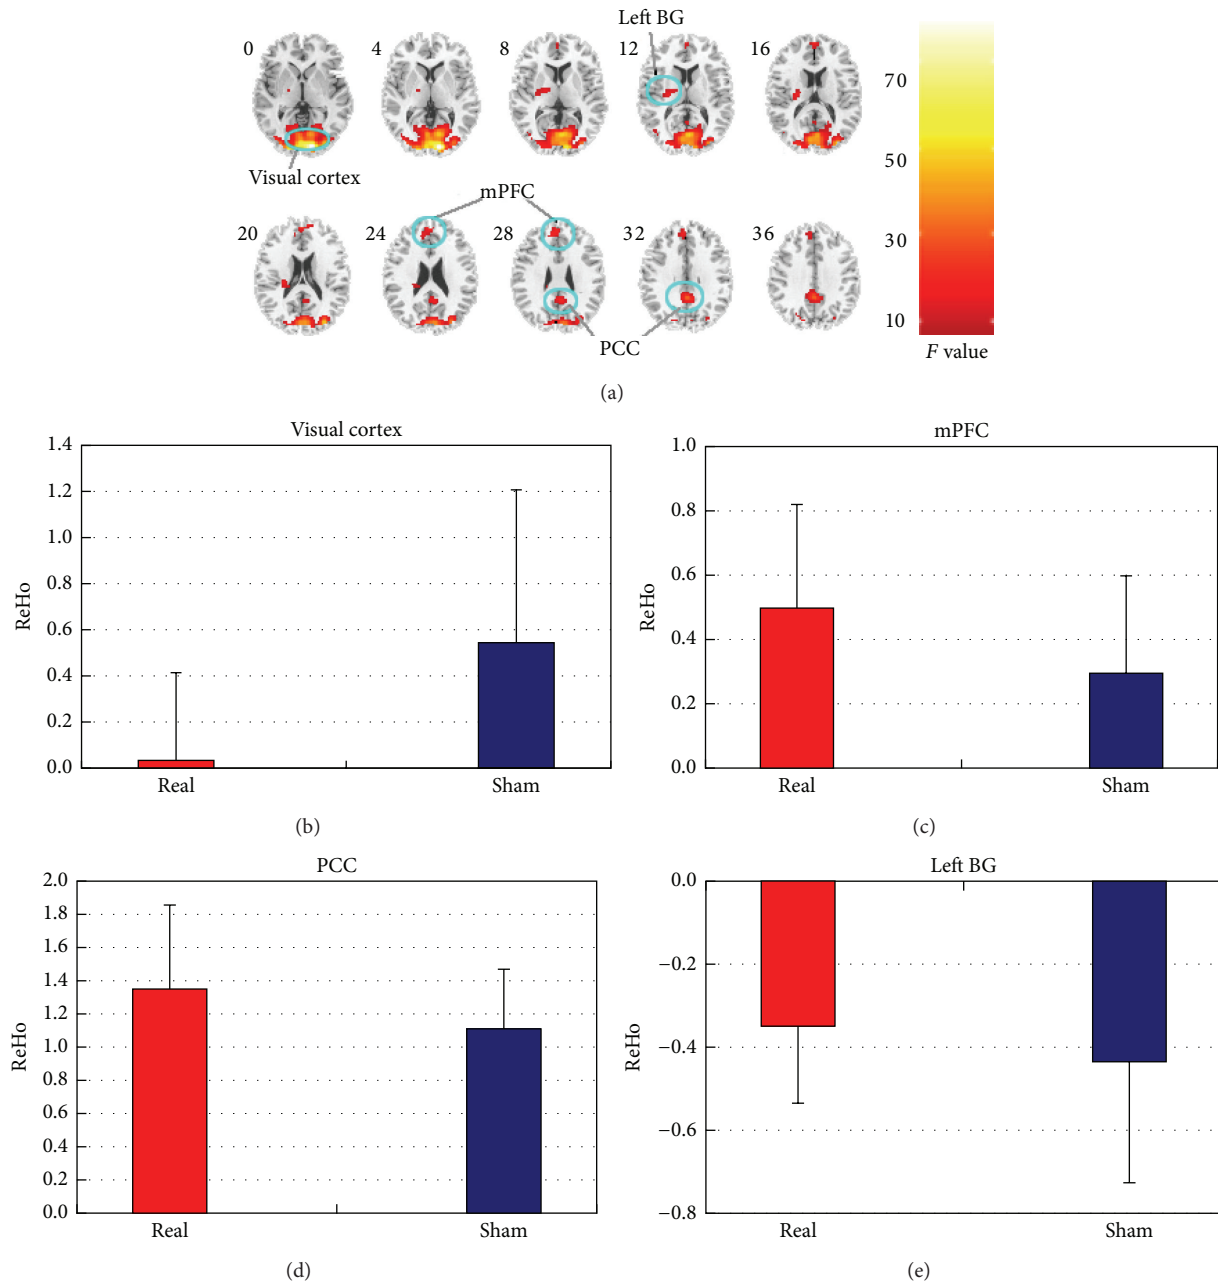 Left BG
0
4
8
12
16
70
50
30
10
Visual cortex
mPFC
20
24
28
32
36
PCC
F value
(a)
Visual cortex
1.4
1.2
1.0
0.8
0.6
0.4
0.2
0.0
ReHo
Real
Sham
(b)
mPFC
1.0
0.8
0.6
0.4
0.2
0.0
ReHo
Real
Sham
(c)
PCC
2.0
1.8
1.6
1.4
1.2
1.0
0.8
0.6
0.4
0.2
0.0
ReHo
Real
Sham
(d)
Left BG
0.0
−0.2
−0.4
−0.6
−0.8
ReHo
Real
Sham
(e)